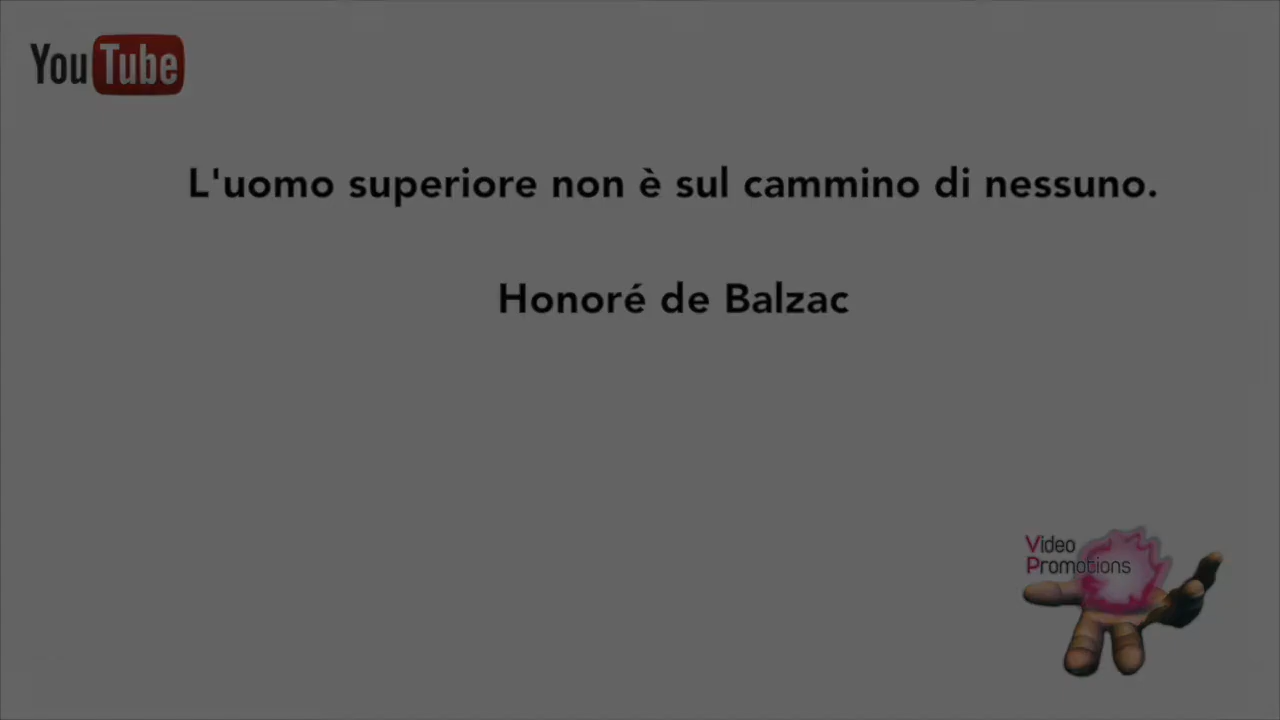 YouTube
L'uomo superiore non è sul cammino di nessuno.
Honoré de Balzac
Video
Promotions